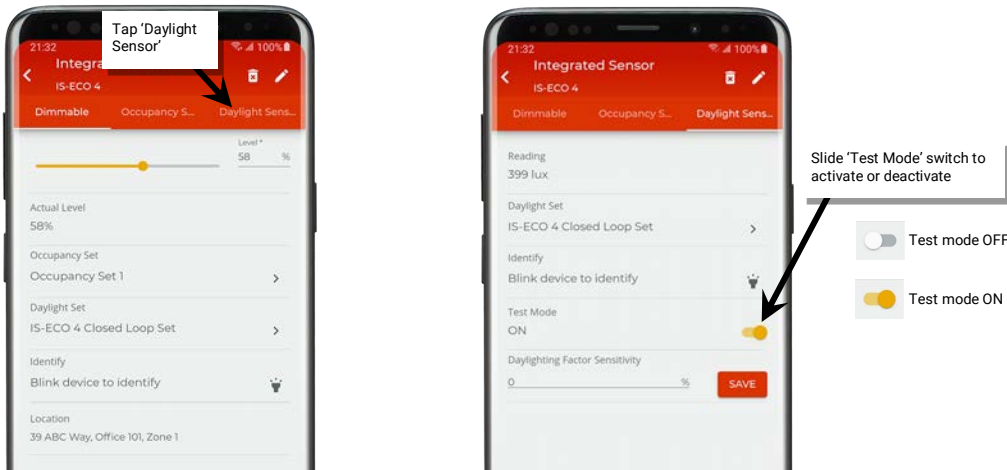 Tap ‘Daylight
Sensor’
21:32
100%
Integra
IS-ECO 4
Dimmable
Occupancy S...
Daylight Sens...
Level *
58 %
Actual Level
58%
Occupancy Set
Occupancy Set 1
Daylight Set
IS-ECO 4 Closed Loop Set
Identify
Blink device to identify
Location
39 ABC Way, Office 101, Zone 1
21:32
100%
Integrated Sensor
IS-ECO 4
Dimmable
Occupancy S...
Daylight Sens...
Reading
399 lux
Daylight Set
IS-ECO 4 Closed Loop Set
Identify
Blink device to identify
Test Mode
ON
Daylighting Factor Sensitivity
0 %
SAVE
Slide ‘Test Mode’ switch to
activate or deactivate
Test mode OFF
Test mode ON